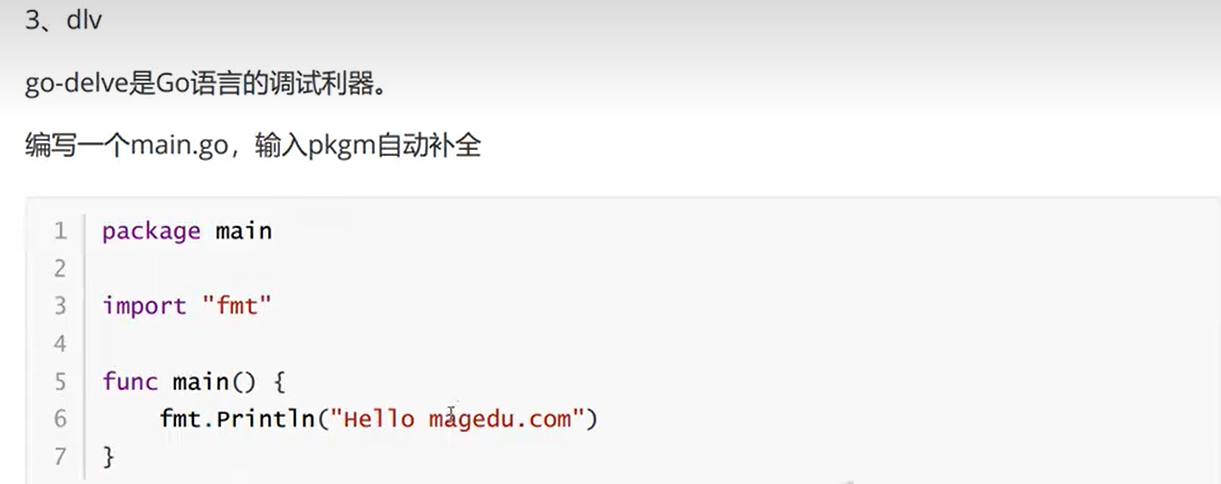 3、dlv
go-delve是Go语言的调试利器。
编写一个main.go，输入pkgm自动补全
1 package main
2
3 import "fmt"
4
5 func main() {
6     fmt.Println("Hello magedu.com")
7 }